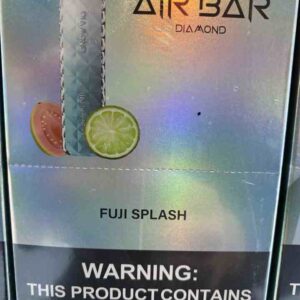 AIR BAR
DIAMOND
FUJI SPLASH
WARNING:
THIS PRODUCT CONTAINS